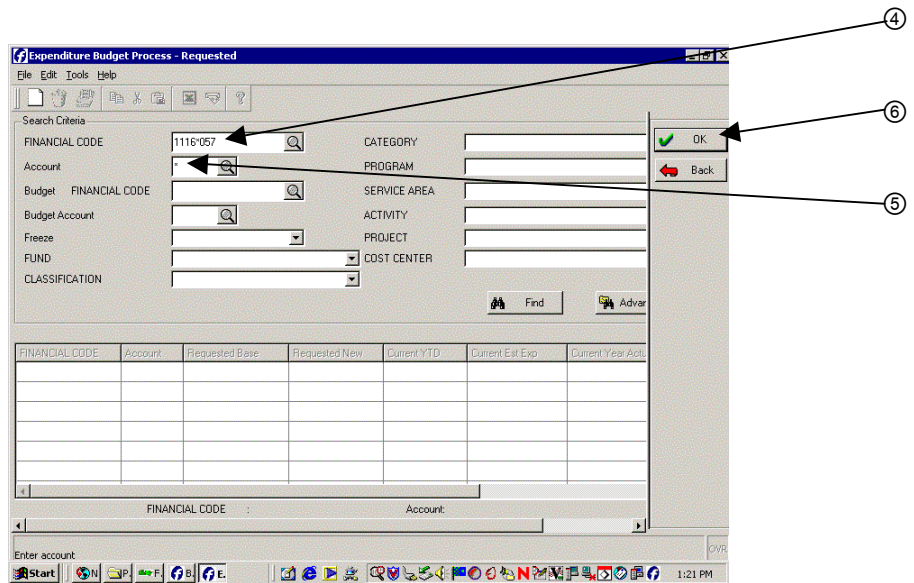 ④
Expenditure Budget Process - Requested
File Edit Tools Help
Search Criteria
FINANCIAL CODE 1116*057 CATEGORY
⑥
OK
Account * PROGRAM
Back
Budget FINANCIAL CODE SERVICE AREA
⑤
Budget Account ACTIVITY
Freeze PROJECT
FUND COST CENTER
CLASSIFICATION
Find Advar
FINANCIAL CODE Account Requested Base Requested New Current YTD Current Est Exp Current Year Actu
FINANCIAL CODE : Account:
Enter account OVR
Start N P. F. B. E. 1:21 PM